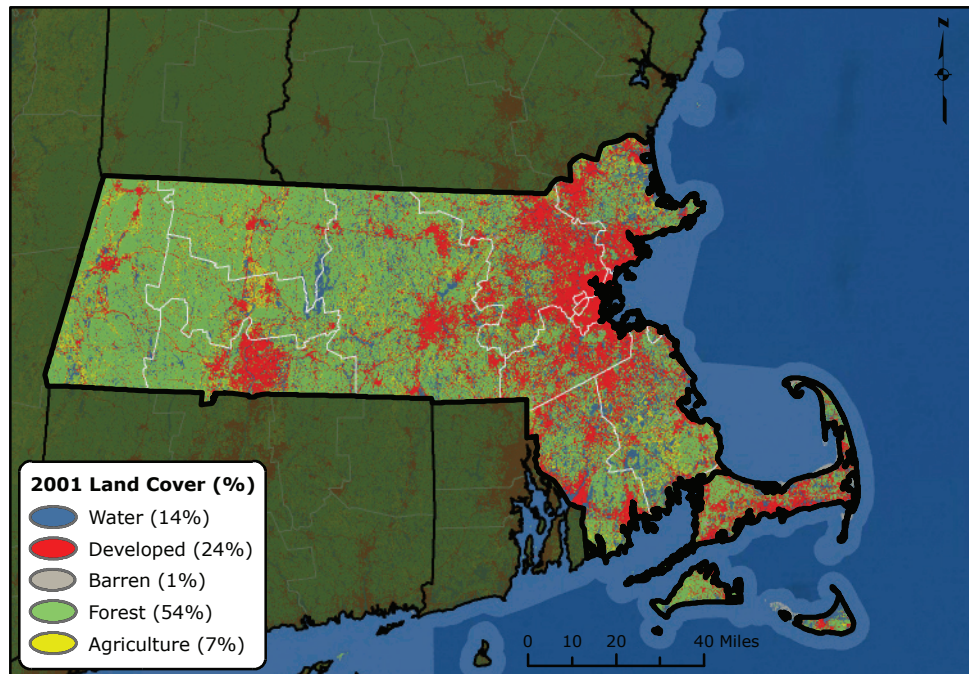 N
2001 Land Cover (%)
Water (14%)
Developed (24%)
Barren (1%)
Forest (54%)
Agriculture (7%)
0 10 20 40 Miles